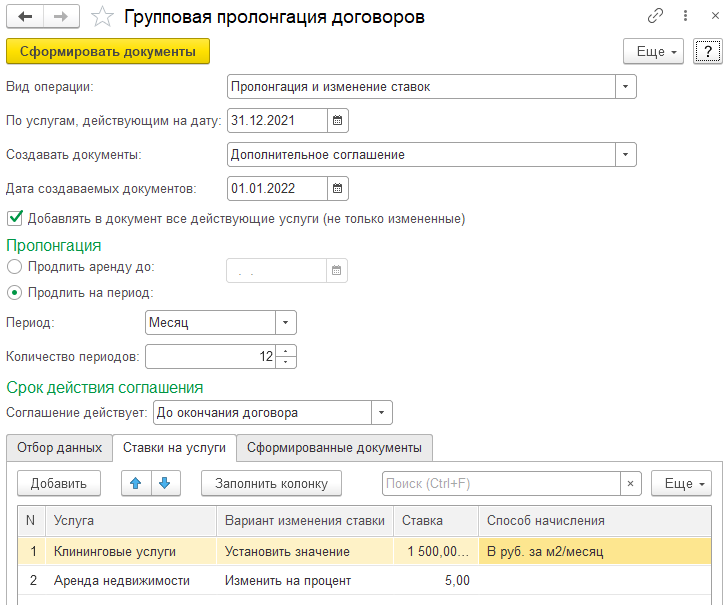 Групповая пролонгация договоров
Сформировать документы Еще ?
Вид операции: Пролонгация и изменение ставок
По услугам, действующим на дату: 31.12.2021
Создавать документы: Дополнительное соглашение
Дата создаваемых документов: 01.01.2022
Добавлять в документ все действующие услуги (не только измененные)
Пролонгация
Продлить аренду до: . .
Продлить на период:
Период: Месяц
Количество периодов: 12
Срок действия соглашения
Соглашение действует: До окончания договора
Отбор данных Ставки на услуги Сформированные документы
Добавить Заполнить колонку Поиск (Ctrl+F) × Еще
N Услуга Вариант изменения ставки Ставка Способ начисления
1 Клининговые услуги Установить значение 1 500,00... В руб. за м2/месяц
2 Аренда недвижимости Изменить на процент 5,00